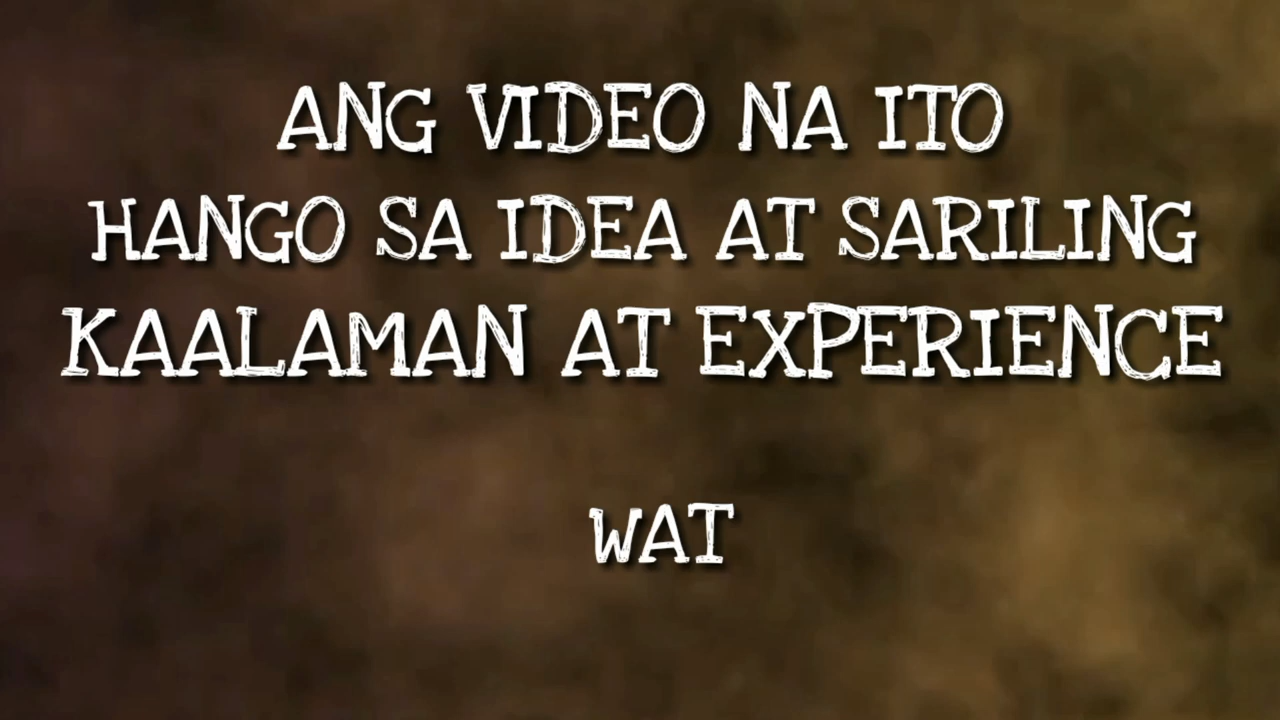 ANG VIDEO NA ITO
HANGO SA IDEA AT SARILING
KAALAMAN AT EXPERIENCE
WAT